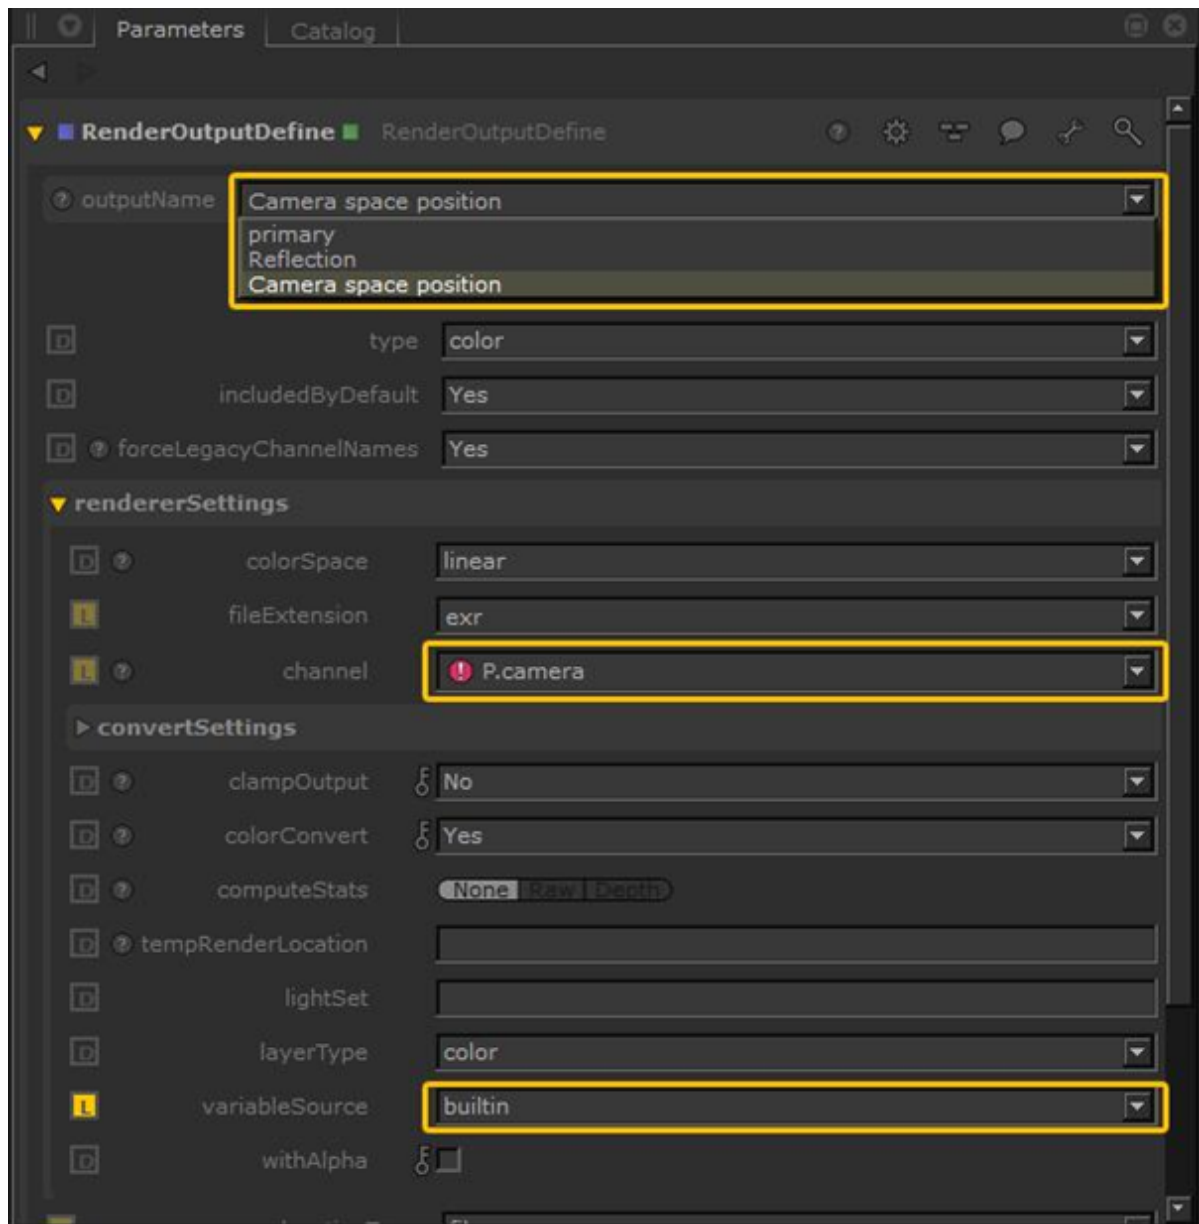 Parameters Catalog
RenderOutputDefine RenderOutputDefine
outputName Camera space position
primary
Reflection
Camera space position
D type color
D includedByDefault Yes
D ? forceLegacyChannelNames Yes
rendererSettings
D ? colorSpace linear
L fileExtension exr
L ? channel ! P.camera
convertSettings
D ? clampOutput No
D ? colorConvert Yes
D ? computeStats None Raw Depth
D ? tempRenderLocation
D lightSet
D layerType color
L variableSource builtin
D withAlpha